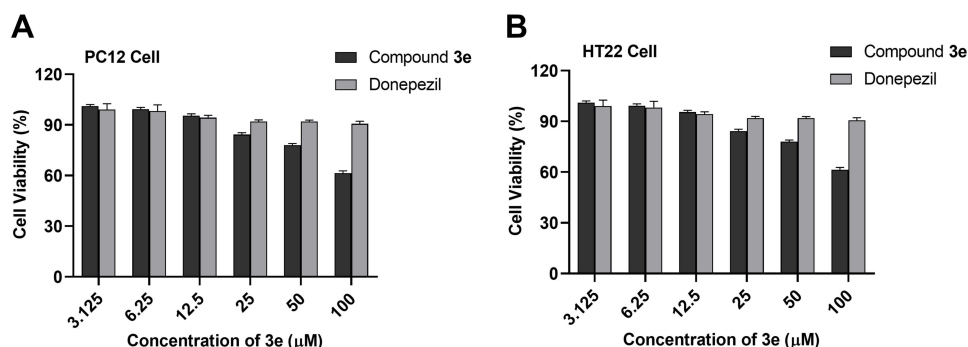 A
PC12 Cell
Compound 3e
Donepezil
Cell Viability (%)
120
90
60
30
0
3.125
6.25
12.5
25
50
100
Concentration of 3e (μM)
B
HT22 Cell
Compound 3e
Donepezil
Cell Viability (%)
120
90
60
30
0
3.125
6.25
12.5
25
50
100
Concentration of 3e (μM)